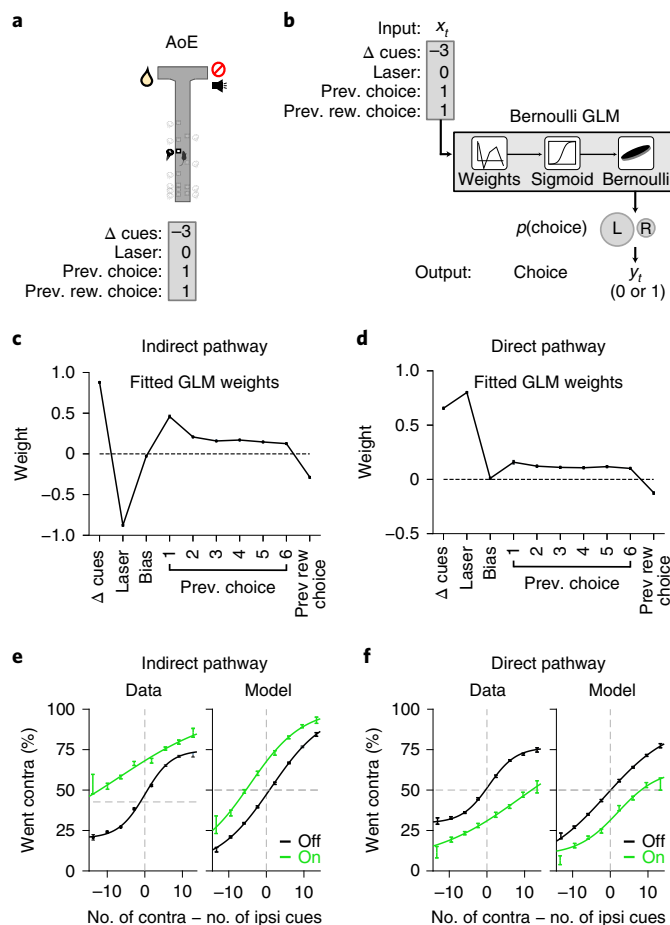 a
AoE
Δ cues: −3
Laser: 0
Prev. choice: 1
Prev. rew. choice: 1
b
Input: xt
Δ cues: −3
Laser: 0
Prev. choice: 1
Prev. rew. choice: 1
Bernoulli GLM
Weights Sigmoid Bernoulli
p(choice) L R
Output: Choice yt
(0 or 1)
c
Indirect pathway
Fitted GLM weights
1.0
0.5
0
−0.5
−1.0
Weight
Δ cues
Laser
Bias
1
2
3
4
5
6
Prev rew
choice
Prev. choice
d
Direct pathway
Fitted GLM weights
1.0
0.5
0
−0.5
Weight
Δ cues
Laser
Bias
1
2
3
4
5
6
Prev rew
choice
Prev. choice
e
Indirect pathway
Data Model
100
75
50
25
0
Went contra (%)
Off
On
−10 0 10 −10 0 10
No. of contra − no. of ipsi cues
f
Direct pathway
Data Model
100
75
50
25
0
Went contra (%)
Off
On
−10 0 10 −10 0 10
No. of contra − no. of ipsi cues